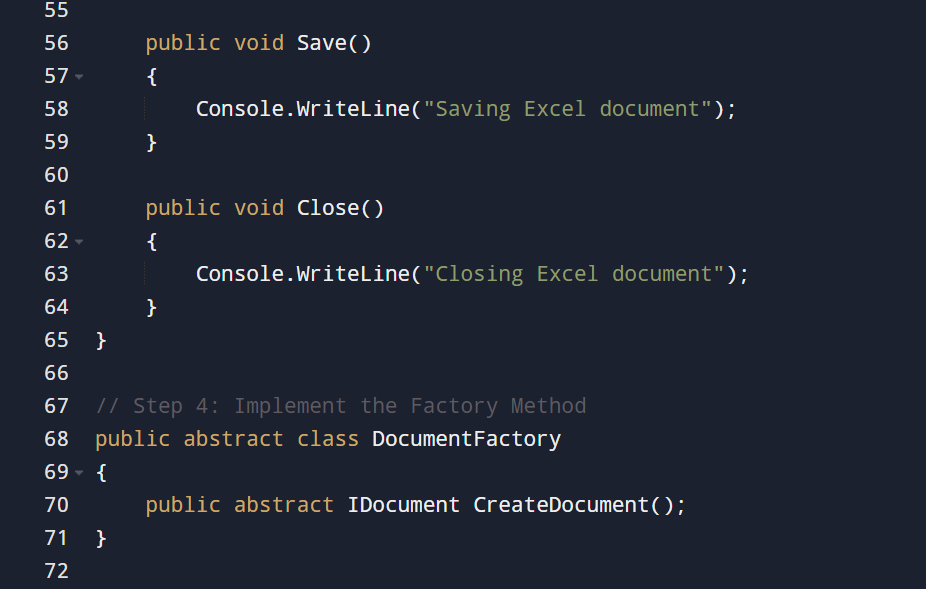 55
56     public void Save()
57     {
58         Console.WriteLine("Saving Excel document");
59     }
60
61     public void Close()
62     {
63         Console.WriteLine("Closing Excel document");
64     }
65 }
66
67 // Step 4: Implement the Factory Method
68 public abstract class DocumentFactory
69 {
70     public abstract IDocument CreateDocument();
71 }
72